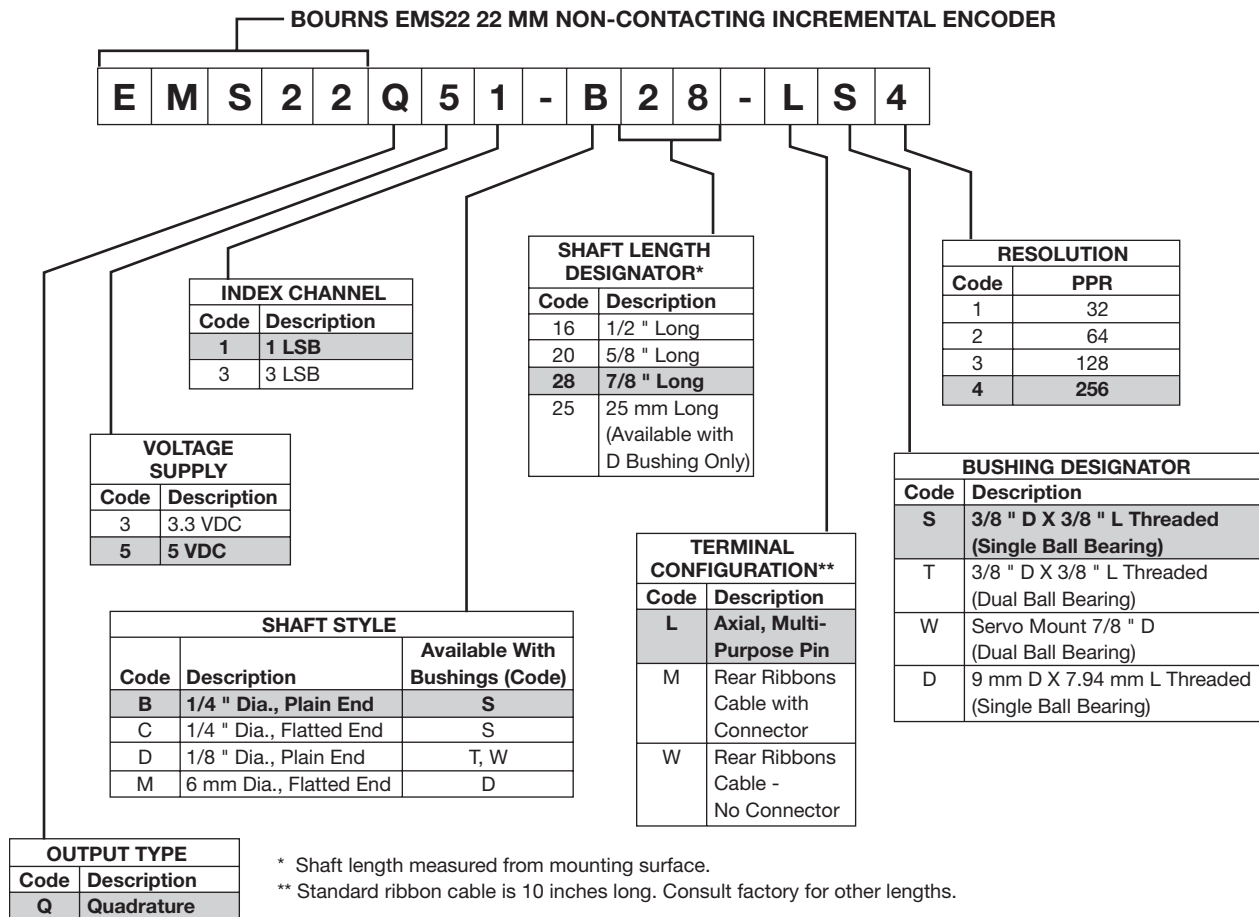 BOURNS EMS22 22 MM NON-CONTACTING INCREMENTAL ENCODER
E M S 2 2 Q 5 1 - B 2 8 - L S 4
INDEX CHANNEL
Code Description
1 1 LSB
3 3 LSB
SHAFT LENGTH
DESIGNATOR*
Code Description
16 1/2 " Long
20 5/8 " Long
28 7/8 " Long
25 25 mm Long
(Available with
D Bushing Only)
RESOLUTION
Code PPR
1 32
2 64
3 128
4 256
VOLTAGE
SUPPLY
Code Description
3 3.3 VDC
5 5 VDC
BUSHING DESIGNATOR
Code Description
S 3/8 " D X 3/8 " L Threaded
(Single Ball Bearing)
T 3/8 " D X 3/8 " L Threaded
(Dual Ball Bearing)
W Servo Mount 7/8 " D
(Dual Ball Bearing)
D 9 mm D X 7.94 mm L Threaded
(Single Ball Bearing)
TERMINAL
CONFIGURATION**
Code Description
L Axial, Multi-
Purpose Pin
M Rear Ribbons
Cable with
Connector
W Rear Ribbons
Cable -
No Connector
SHAFT STYLE
Available With
Code Description Bushings (Code)
B 1/4 " Dia., Plain End S
C 1/4 " Dia., Flatted End S
D 1/8 " Dia., Plain End T, W
M 6 mm Dia., Flatted End D
OUTPUT TYPE
Code Description
Q Quadrature
* Shaft length measured from mounting surface.
** Standard ribbon cable is 10 inches long. Consult factory for other lengths.